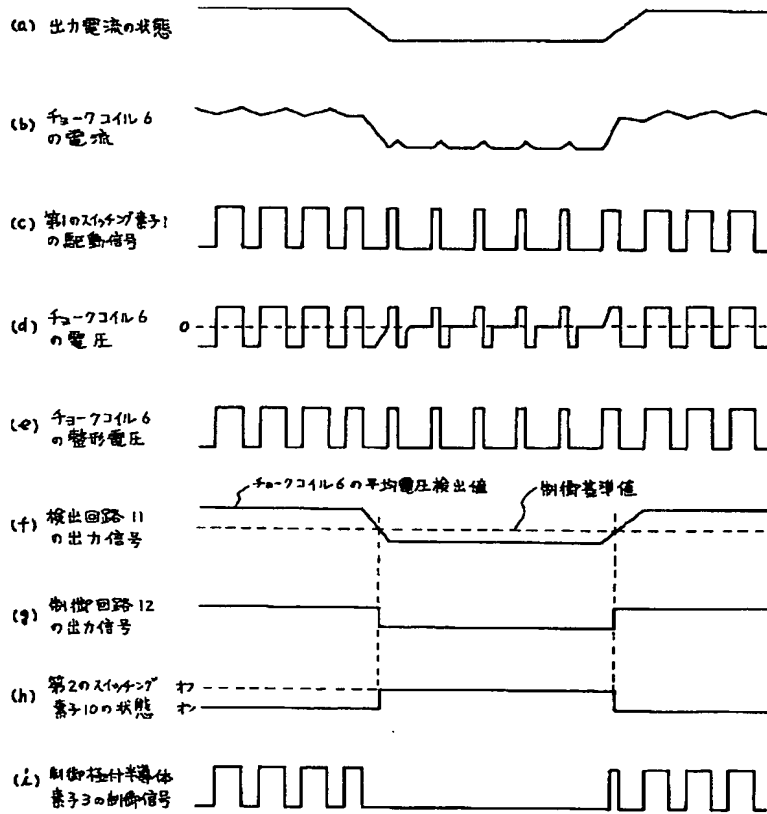 (a) 出力電流の状態
(b) チョークコイル6
の電流
(c) 第1のスイッチング素子1
の駆動信号
(d) チョークコイル6
の電圧
0
(e) チョークコイル6
の整形電圧
チョークコイル6の平均電圧検出値
制御基準値
(f) 検出回路11
の出力信号
(g) 制御回路12
の出力信号
(h) 第2のスイッチング
素子10の状態
オフ
オン
(i) 制御極付半導体
素子3の制御信号